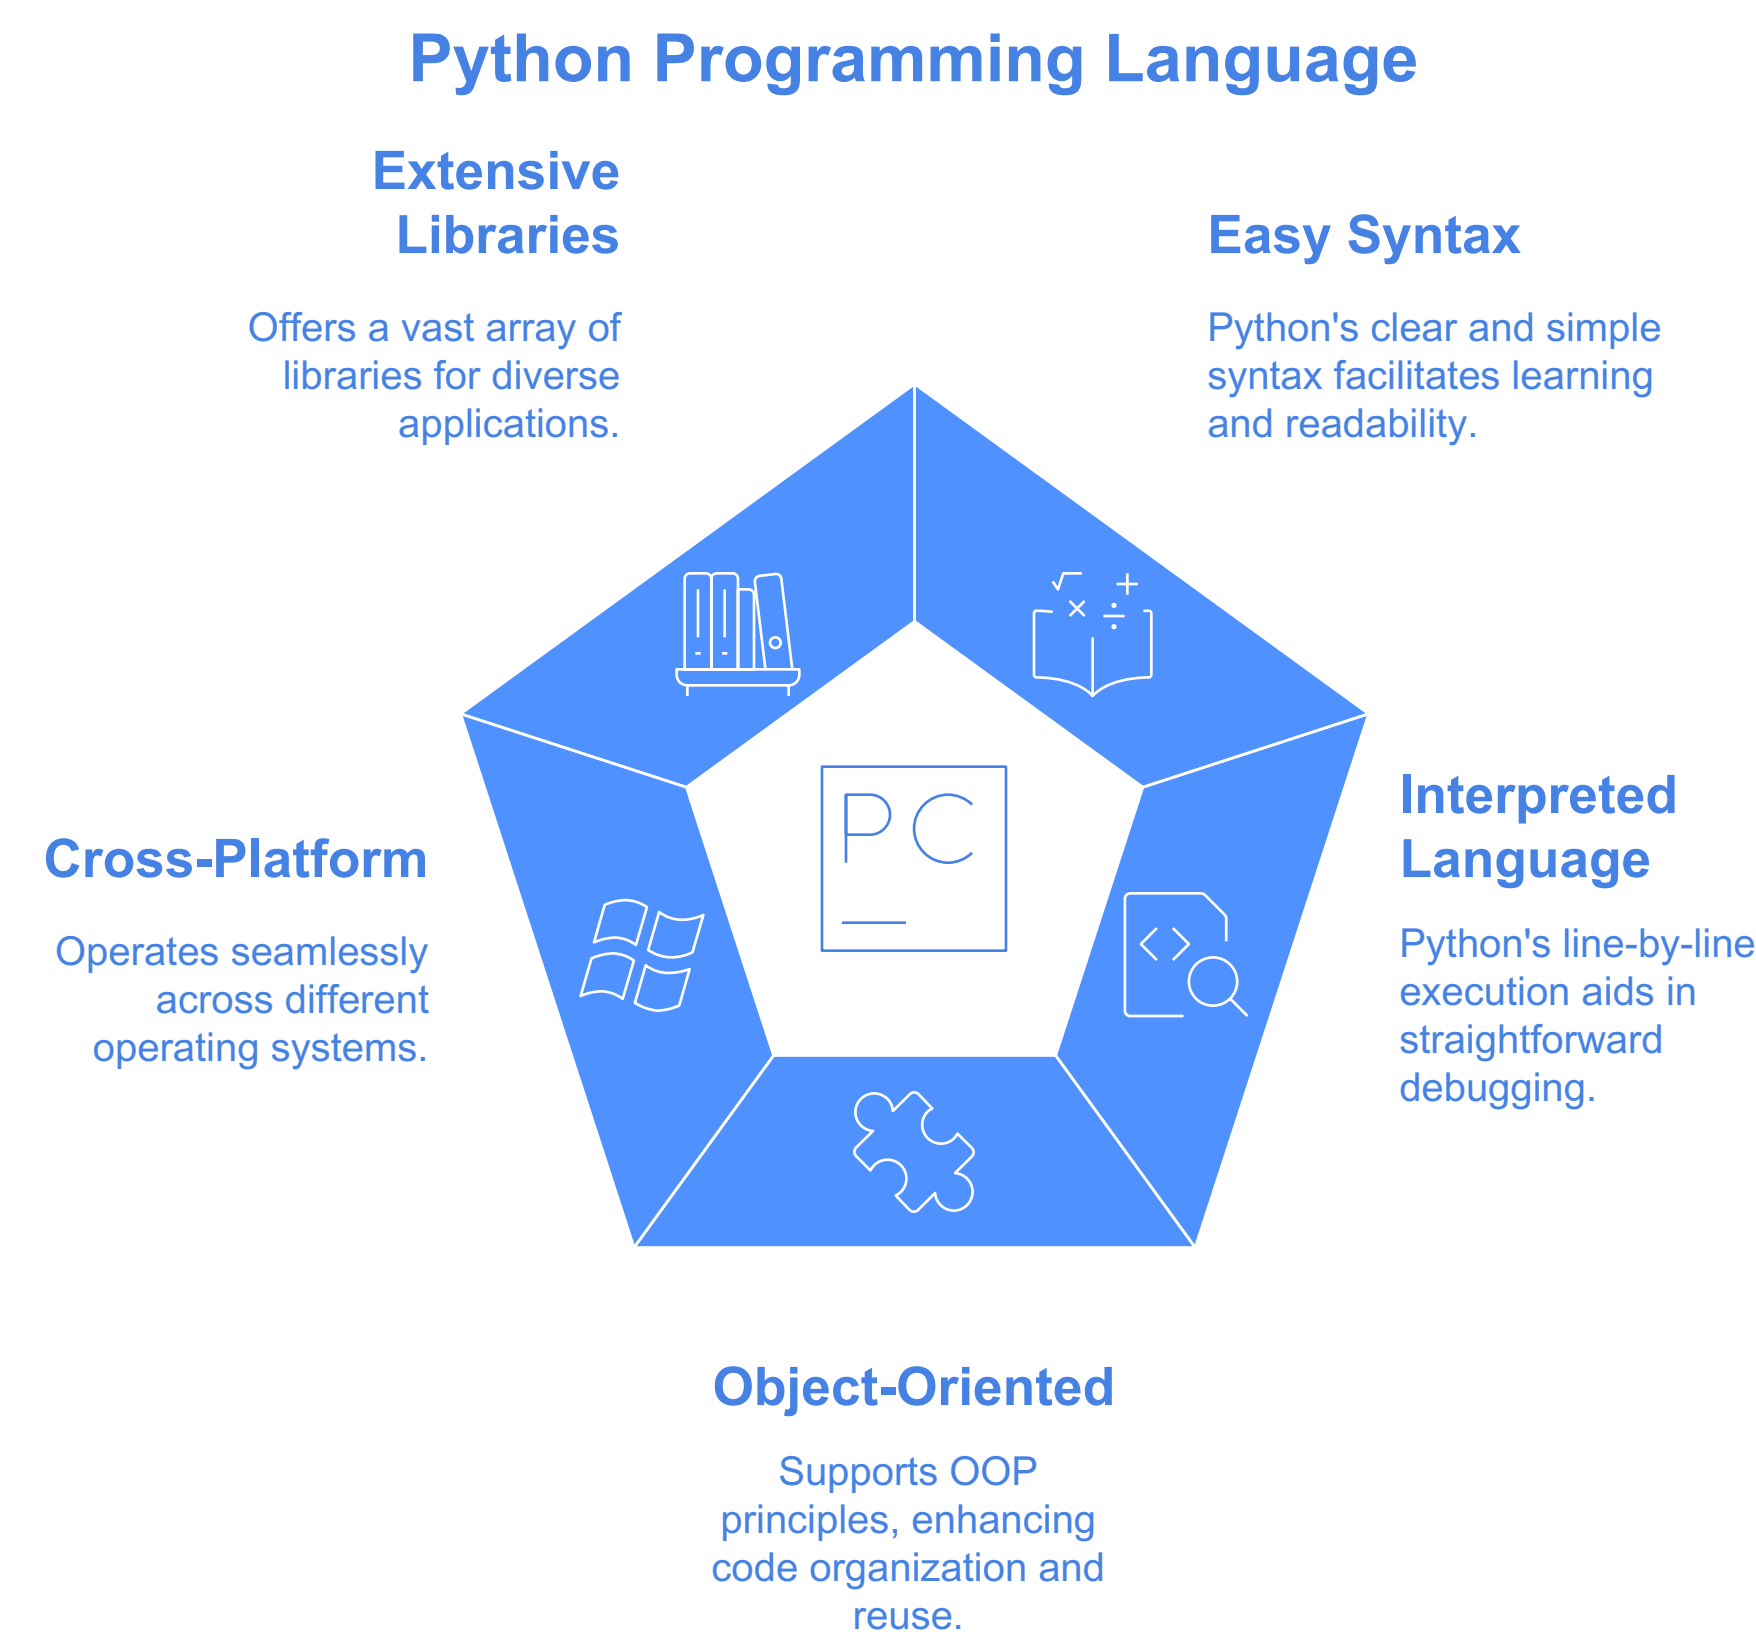 Python Programming Language
Extensive
Libraries
Offers a vast array of
libraries for diverse
applications.
Easy Syntax
Python's clear and simple
syntax facilitates learning
and readability.
Cross-Platform
Operates seamlessly
across different
operating systems.
PC
Interpreted
Language
Python's line-by-line
execution aids in
straightforward
debugging.
Object-Oriented
Supports OOP
principles, enhancing
code organization and
reuse.